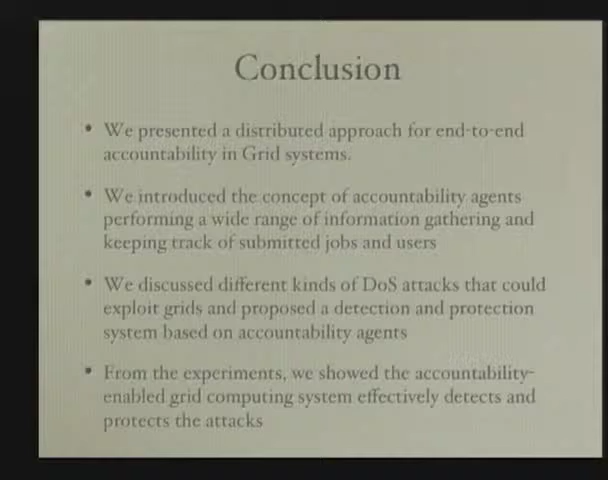 Conclusion
• We presented a distributed approach for end-to-end
accountability in Grid systems.
• We introduced the concept of accountability agents
performing a wide range of information gathering and
keeping track of submitted jobs and users
• We discussed different kinds of DoS attacks that could
exploit grids and proposed a detection and protection
system based on accountability agents
• From the experiments, we showed the accountability-
enabled grid computing system effectively detects and
protects the attacks